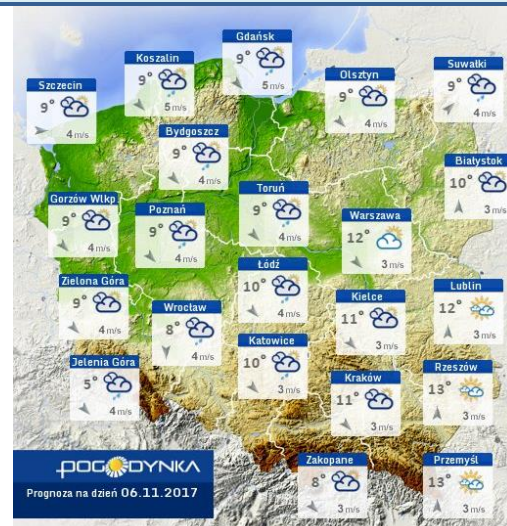 Gdańsk
9°
5 m/s
Koszalin
9°
5 m/s
Suwałki
9°
4 m/s
Olsztyn
9°
4 m/s
Szczecin
9°
4 m/s
Bydgoszcz
9°
4 m/s
Białystok
10°
3 m/s
Toruń
9°
4 m/s
Gorzów Wlkp
9°
4 m/s
Poznań
9°
4 m/s
Warszawa
12°
3 m/s
Łódź
10°
4 m/s
Zielona Góra
9°
4 m/s
Lublin
12°
3 m/s
Kielce
11°
3 m/s
Wrocław
8°
4 m/s
Katowice
10°
3 m/s
Jelenia Góra
5°
4 m/s
Rzeszów
13°
3 m/s
Kraków
11°
3 m/s
Zakopane
8°
3 m/s
Przemyśl
13°
3 m/s
POGODYNKA
Prognoza na dzień 06.11.2017